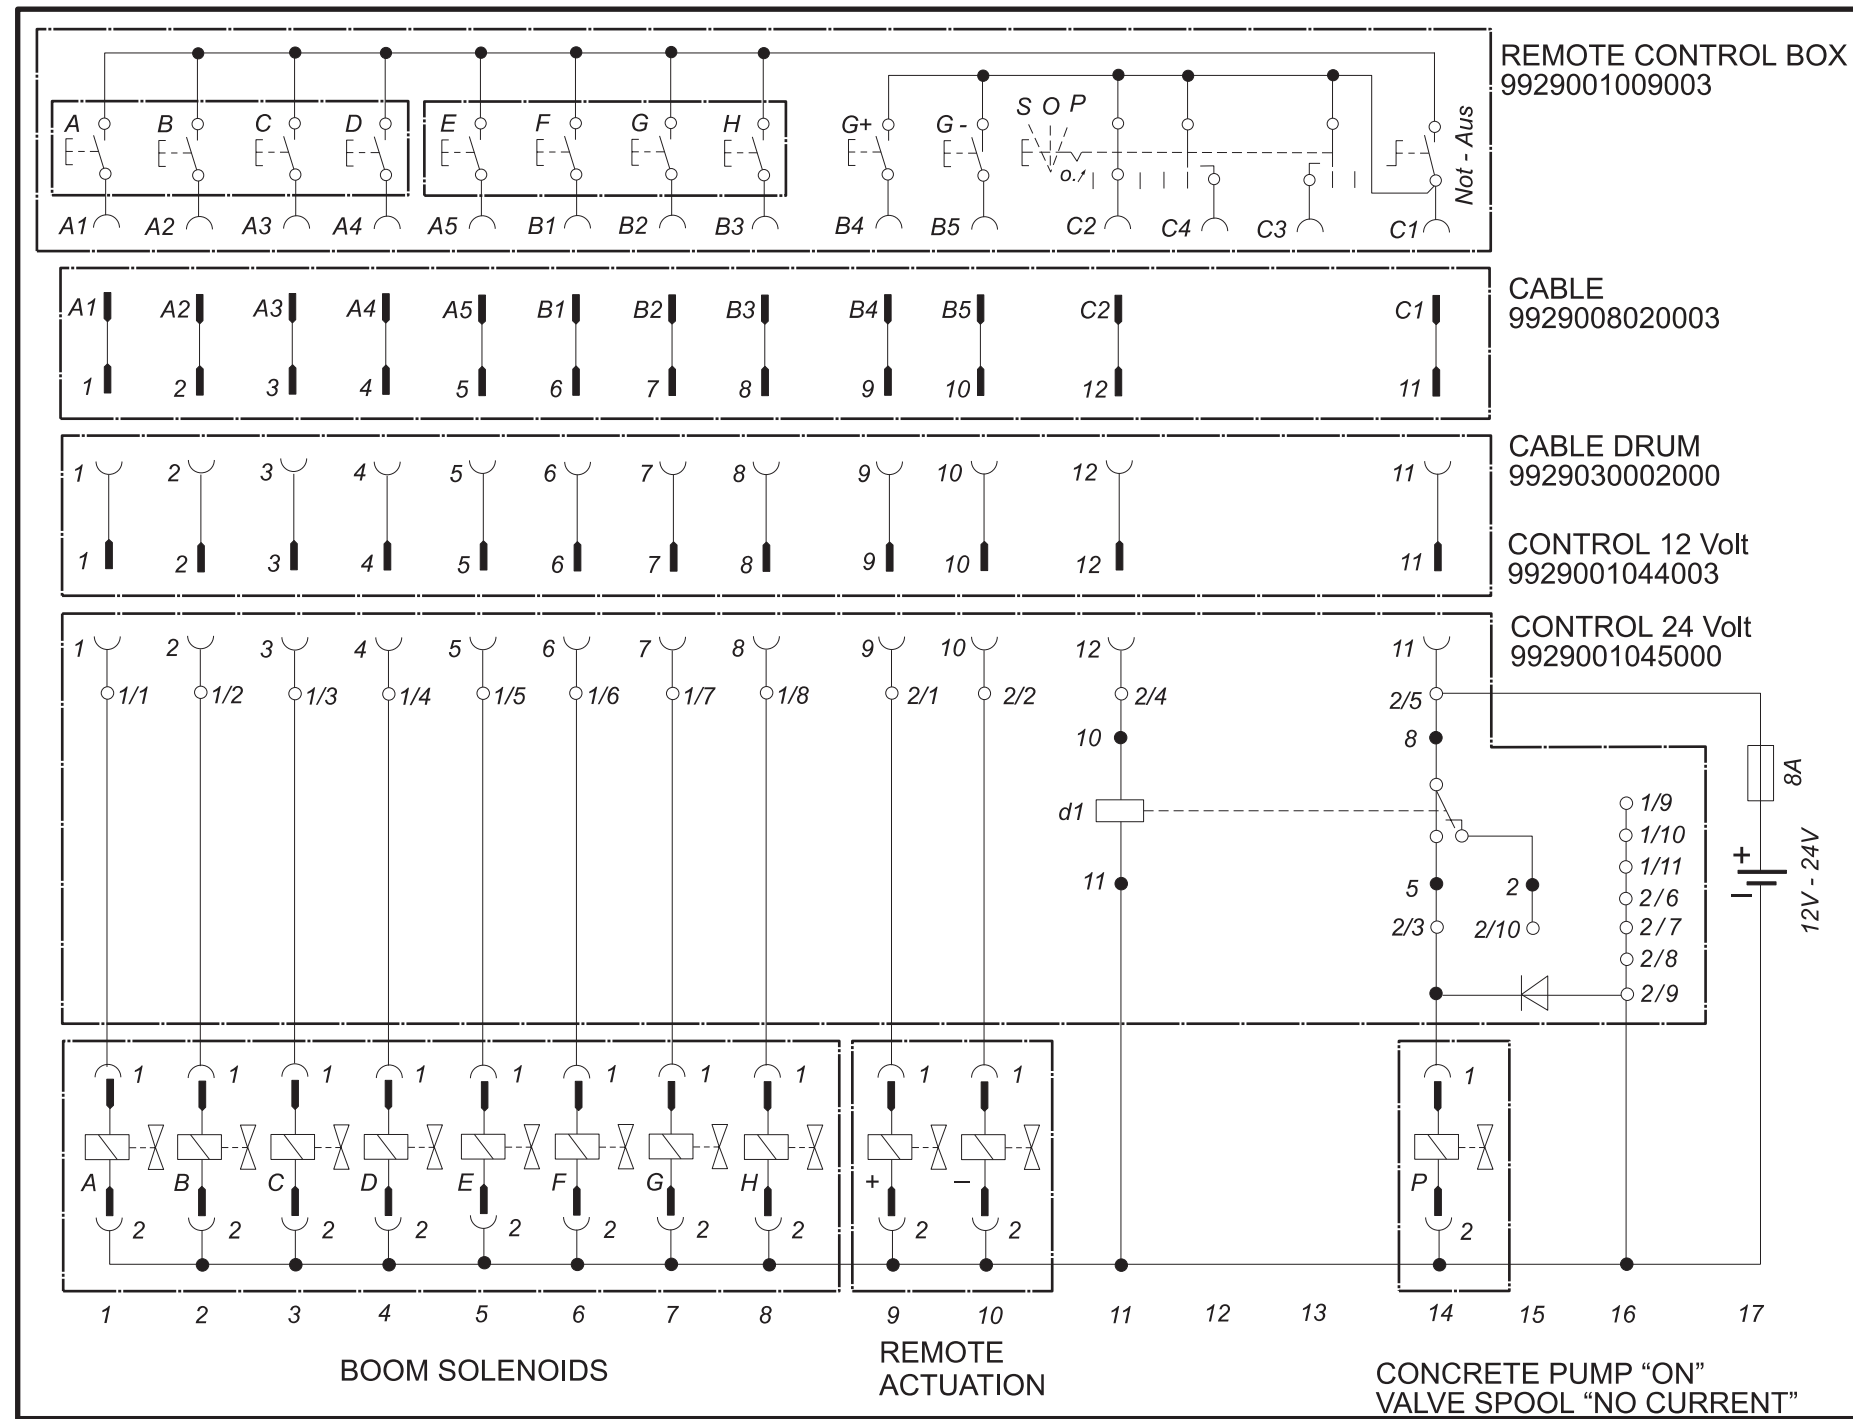 REMOTE CONTROL BOX
9929001009003
A B C D E F G H G+ G - S O P
o.
Not - Aus
A1 A2 A3 A4 A5 B1 B2 B3 B4 B5 C2 C4 C3 C1
CABLE
9929008020003
A1 A2 A3 A4 A5 B1 B2 B3 B4 B5 C2 C1
1 2 3 4 5 6 7 8 9 10 12 11
CABLE DRUM
9929030002000
1 2 3 4 5 6 7 8 9 10 12 11
CONTROL 12 Volt
9929001044003
1 2 3 4 5 6 7 8 9 10 12 11
CONTROL 24 Volt
9929001045000
1 2 3 4 5 6 7 8 9 10 12 11
1/1 1/2 1/3 1/4 1/5 1/6 1/7 1/8 2/1 2/2 2/4 2/5
10 8
8A
d1
1/9
1/10
1/11
2/6
2/7
2/8
2/9
+
−
12V - 24V
11 5 2
2/3 2/10
1 1 1 1 1 1 1 1 1 1 1
A B C D E F G H + − P
2 2 2 2 2 2 2 2 2 2 2
1 2 3 4 5 6 7 8 9 10 11 12 13 14 15 16 17
BOOM SOLENOIDS
REMOTE
ACTUATION
CONCRETE PUMP “ON”
VALVE SPOOL “NO CURRENT”